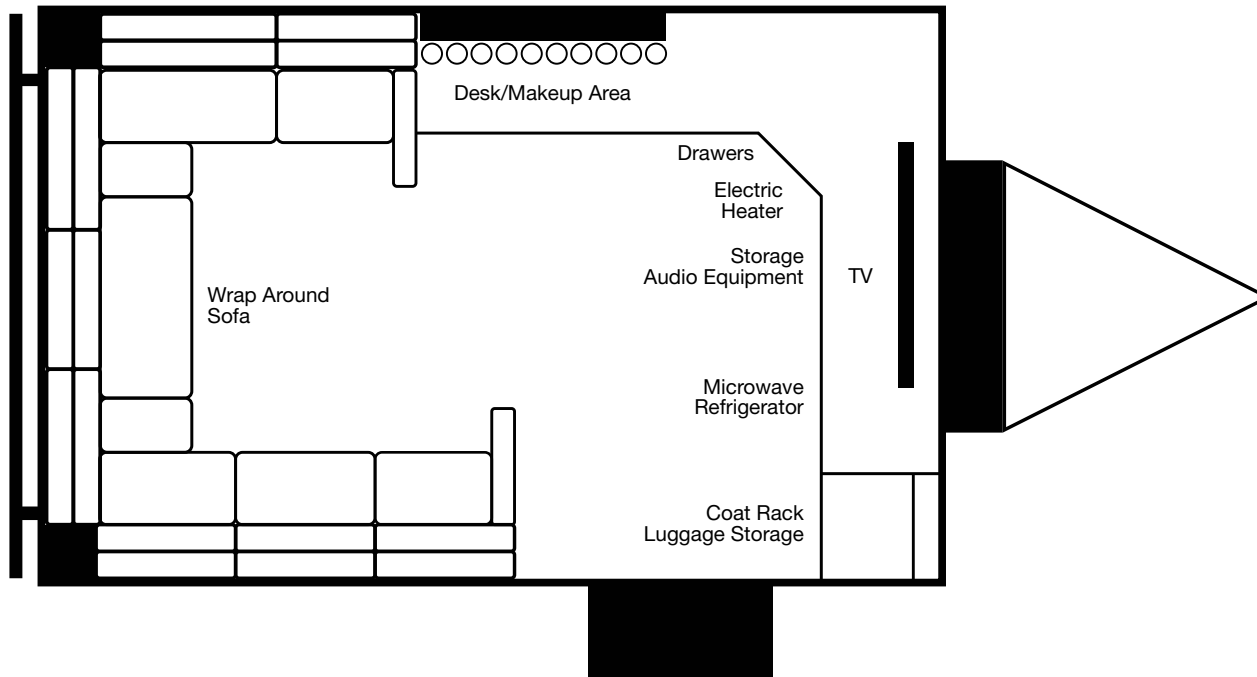 Desk/Makeup Area
Drawers
Electric
Heater
Storage
Audio Equipment
TV
Wrap Around
Sofa
Microwave
Refrigerator
Coat Rack
Luggage Storage